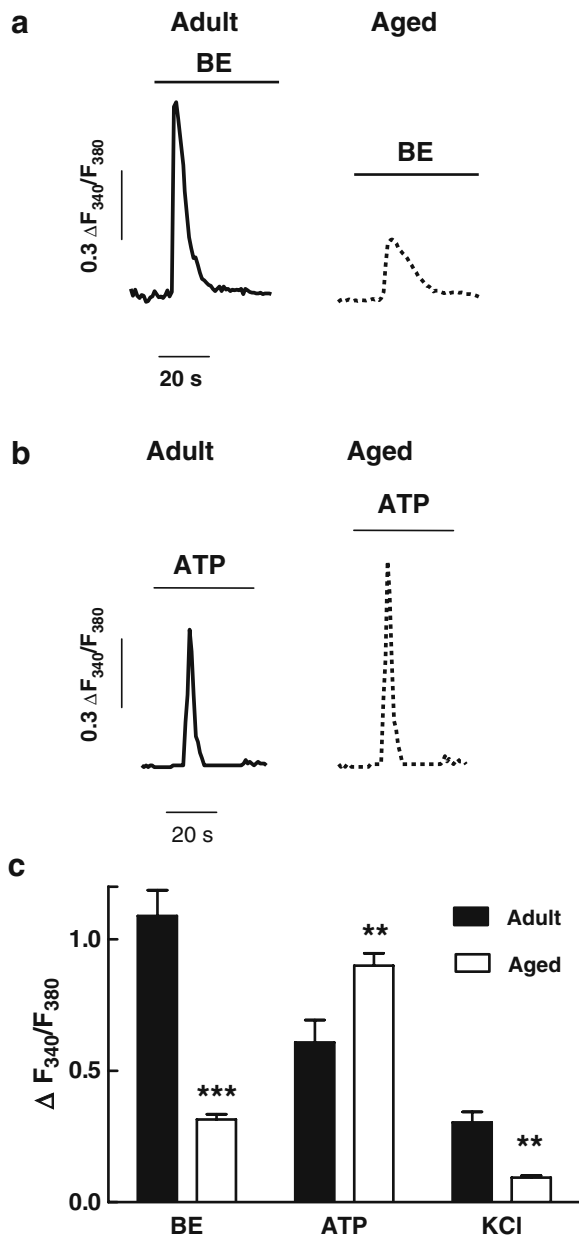 a
Adult Aged
BE
BE
0.3 ΔF340/F380
20 s
b
Adult Aged
ATP
ATP
0.3 ΔF340/F380
20 s
c
Δ F340/F380
1.0
0.5
0.0
Adult
Aged
***
**
**
BE ATP KCl